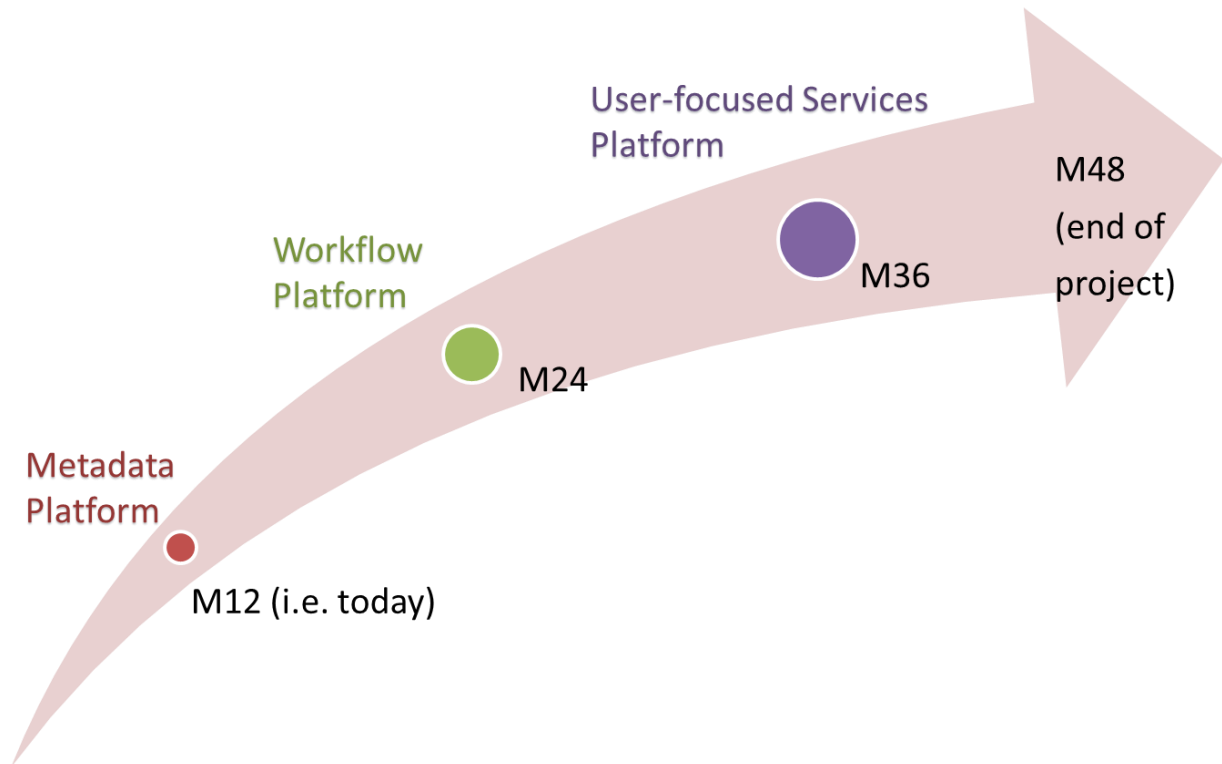 User-focused Services
Platform
M48
(end of
project)
M36
Workflow
Platform
M24
Metadata
Platform
M12 (i.e. today)